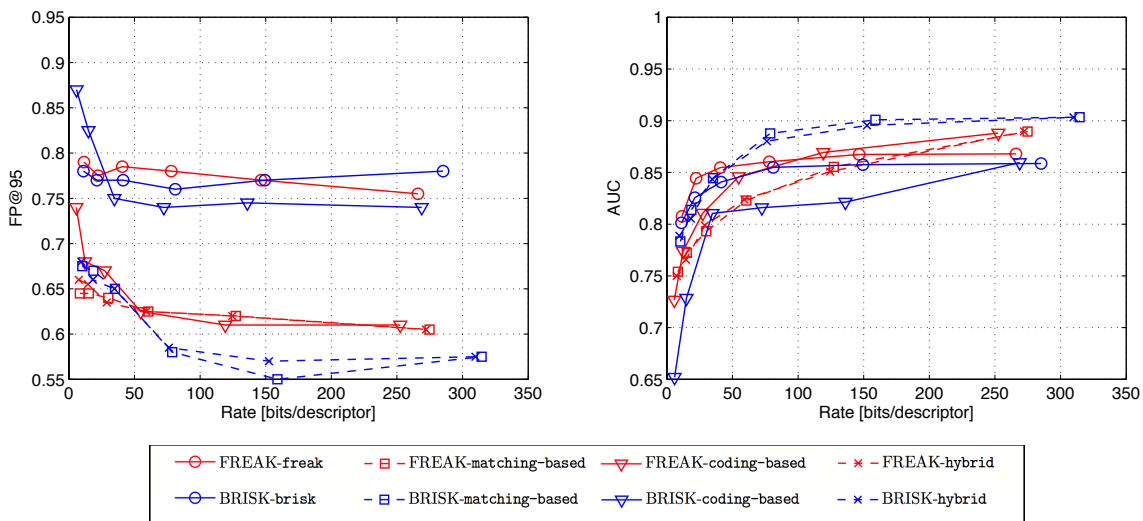 0.95
0.9
0.85
0.8
0.75
0.7
0.65
0.6
0.55
FP@95
0 50 100 150 200 250 300 350
Rate [bits/descriptor]
1
0.95
0.9
0.85
0.8
0.75
0.7
0.65
AUC
0 50 100 150 200 250 300 350
Rate [bits/descriptor]
FREAK-freak FREAK-matching-based FREAK-coding-based FREAK-hybrid
BRISK-brisk BRISK-matching-based BRISK-coding-based BRISK-hybrid